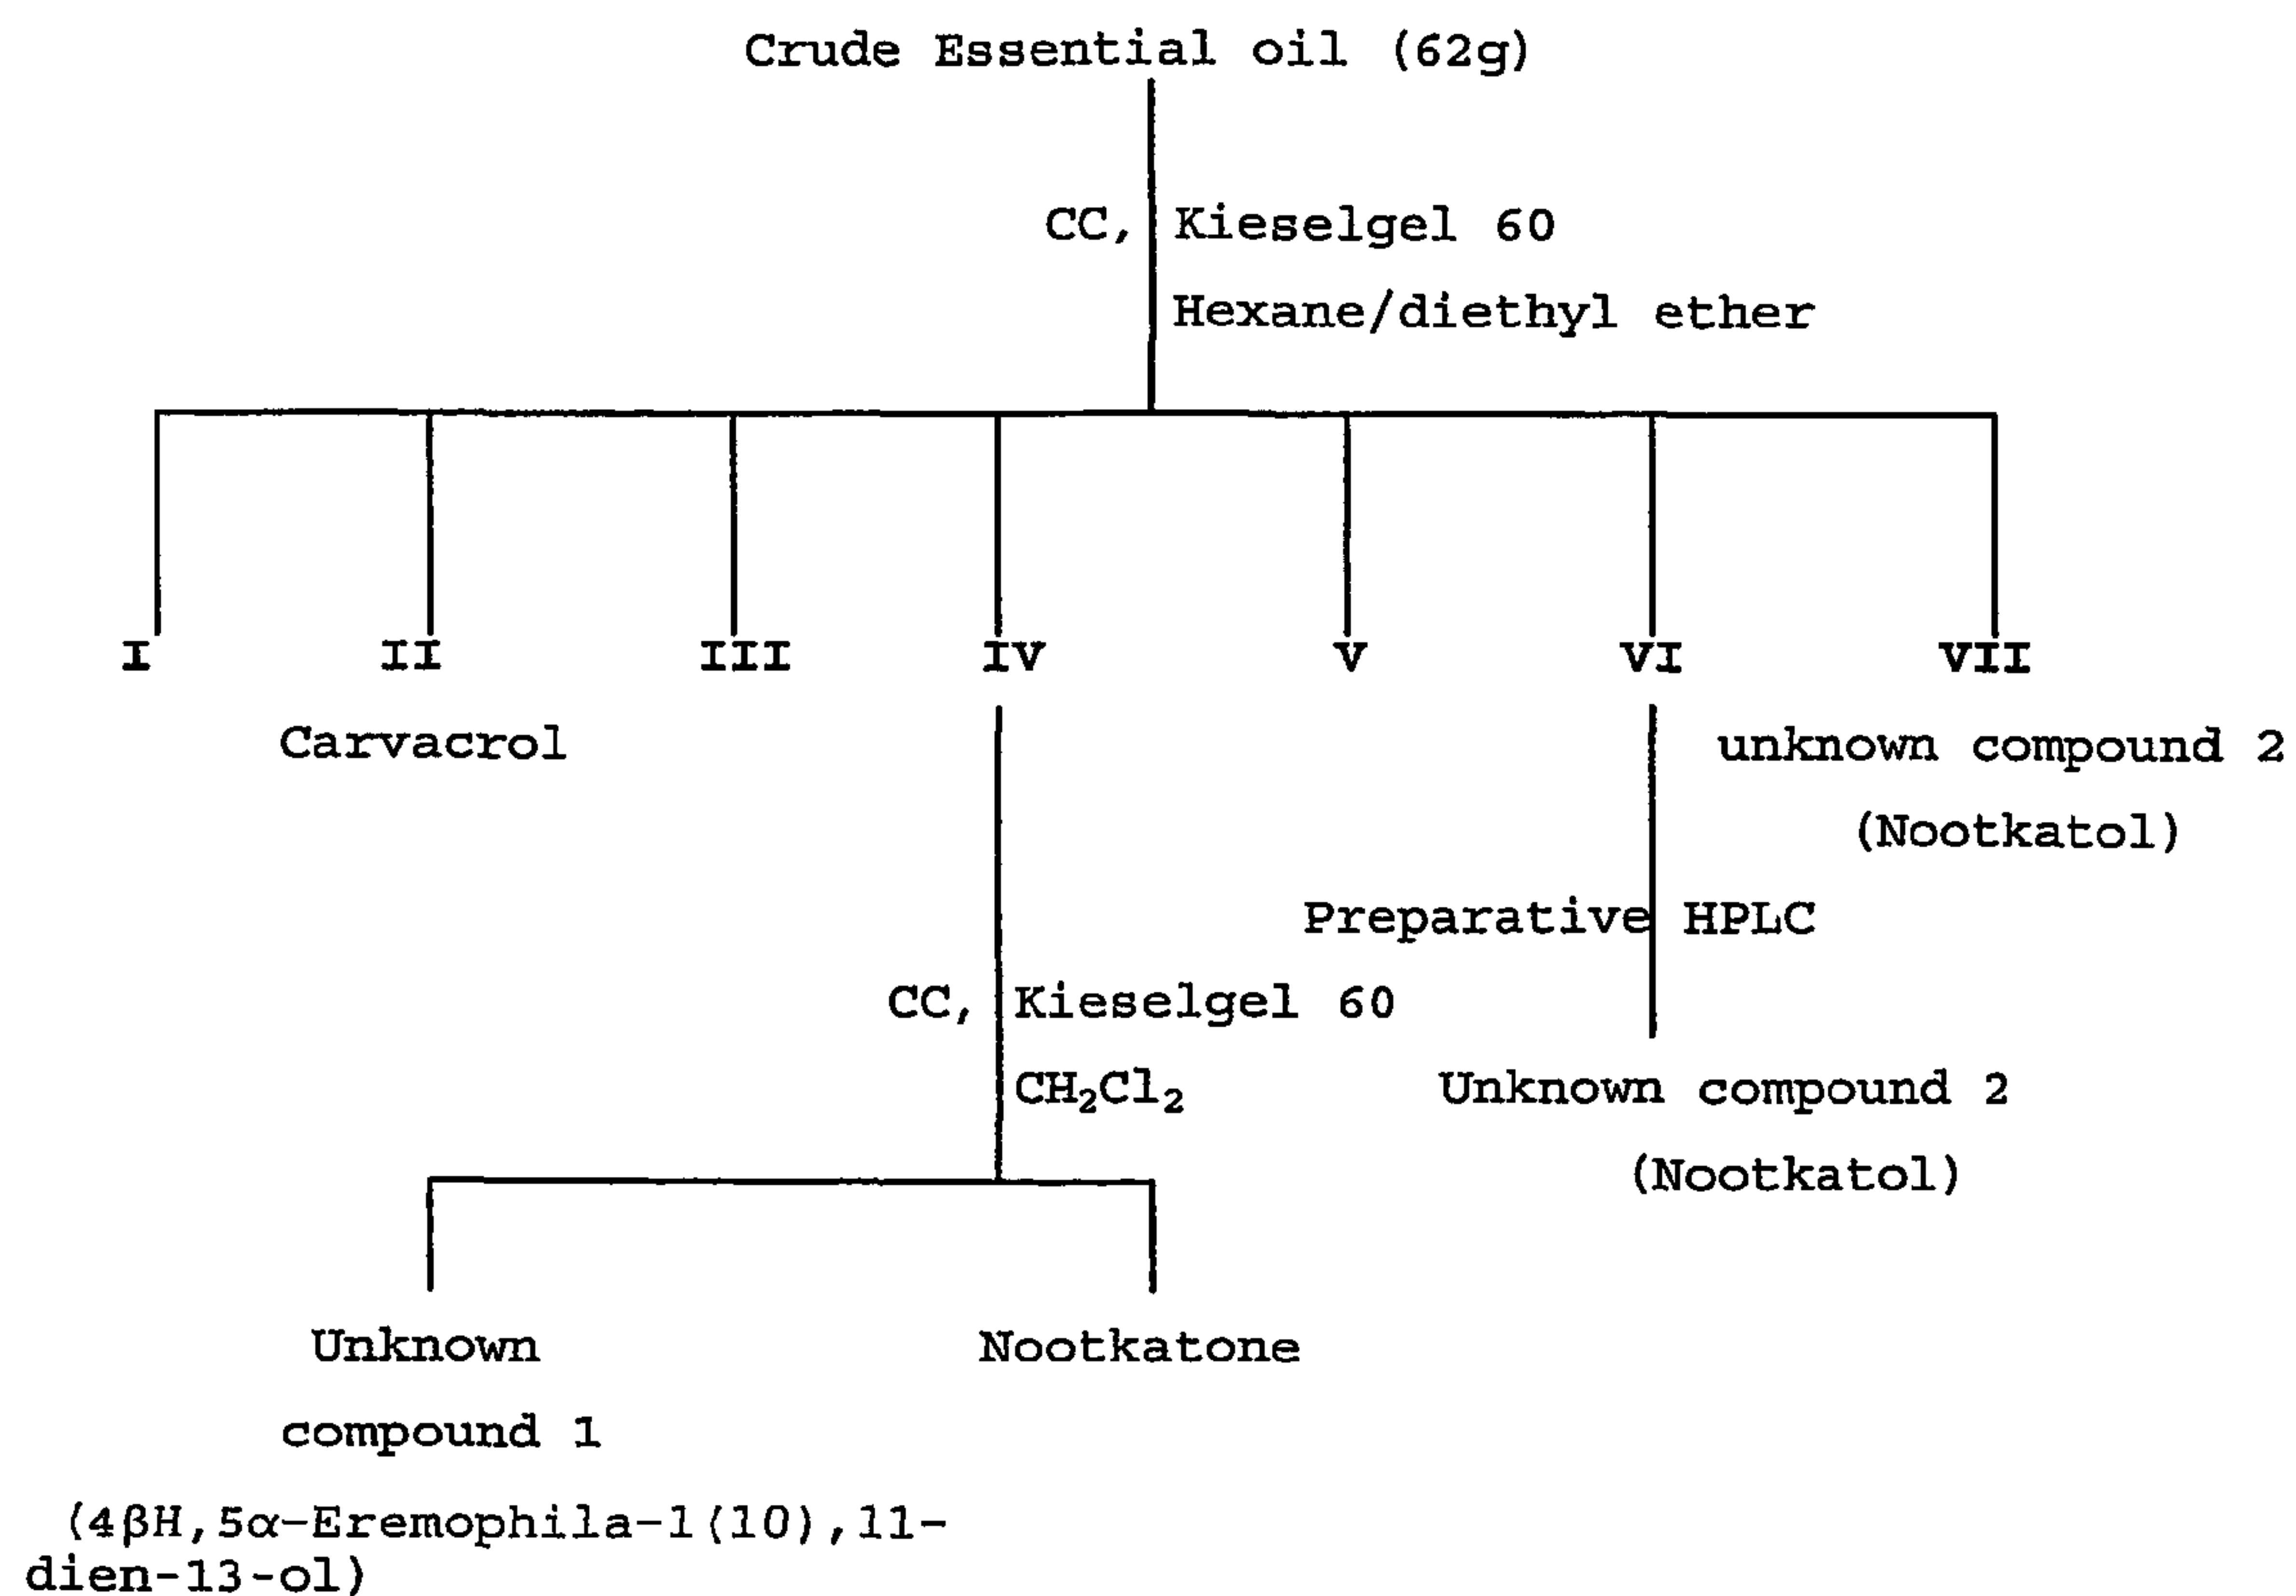 Crude Essential oil (62g)
CC, Kieselgel 60
Hexane/diethyl ether
I II III IV V VI VII
Carvacrol
unknown compound 2
(Nootkatol)
Preparative HPLC
CC, Kieselgel 60
CH₂Cl₂
Unknown compound 2
(Nootkatol)
Unknown
compound 1
Nootkatone
(4βH,5α-Eremophila-1(10),11-
dien-13-ol)